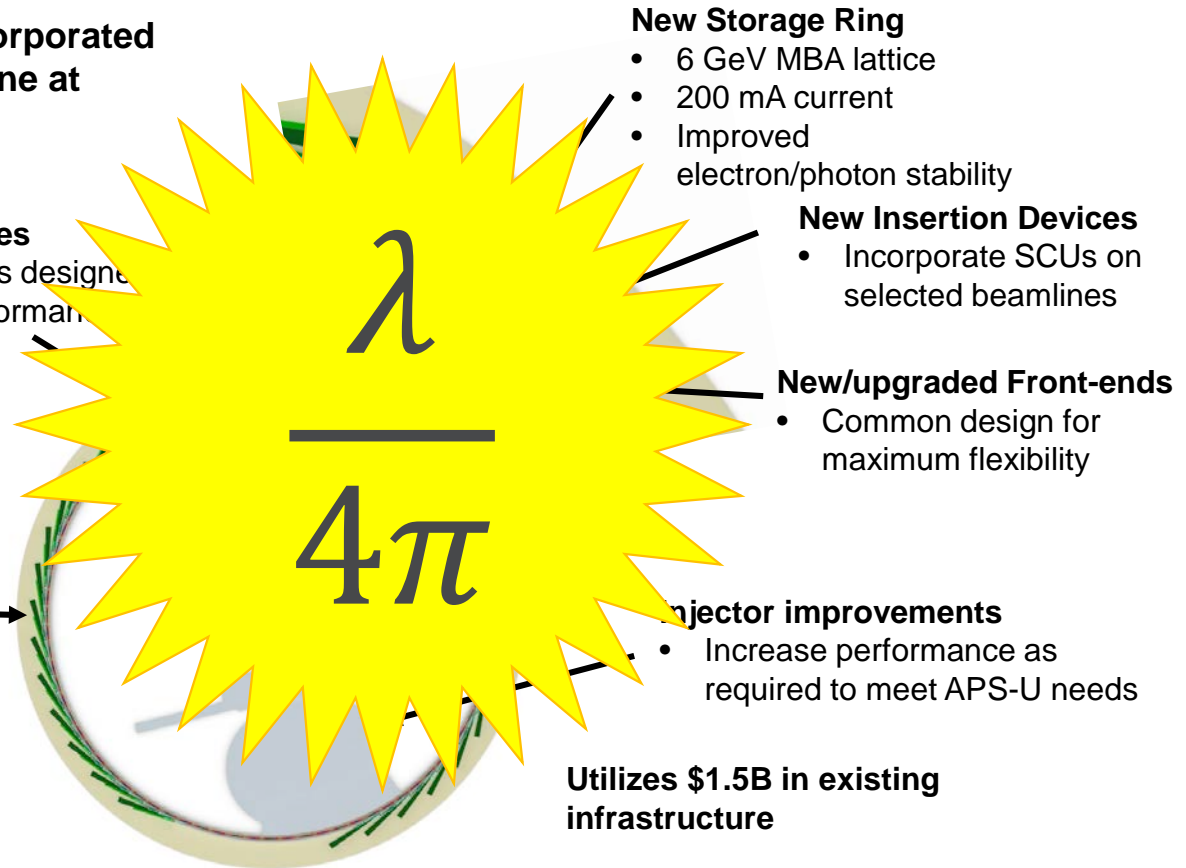 orporated
ne at
es
s designe
orman
New Storage Ring
• 6 GeV MBA lattice
• 200 mA current
• Improved
electron/photon stability
New Insertion Devices
• Incorporate SCUs on
selected beamlines
New/upgraded Front-ends
• Common design for
maximum flexibility
λ
4π
njector improvements
• Increase performance as
required to meet APS-U needs
Utilizes $1.5B in existing
infrastructure